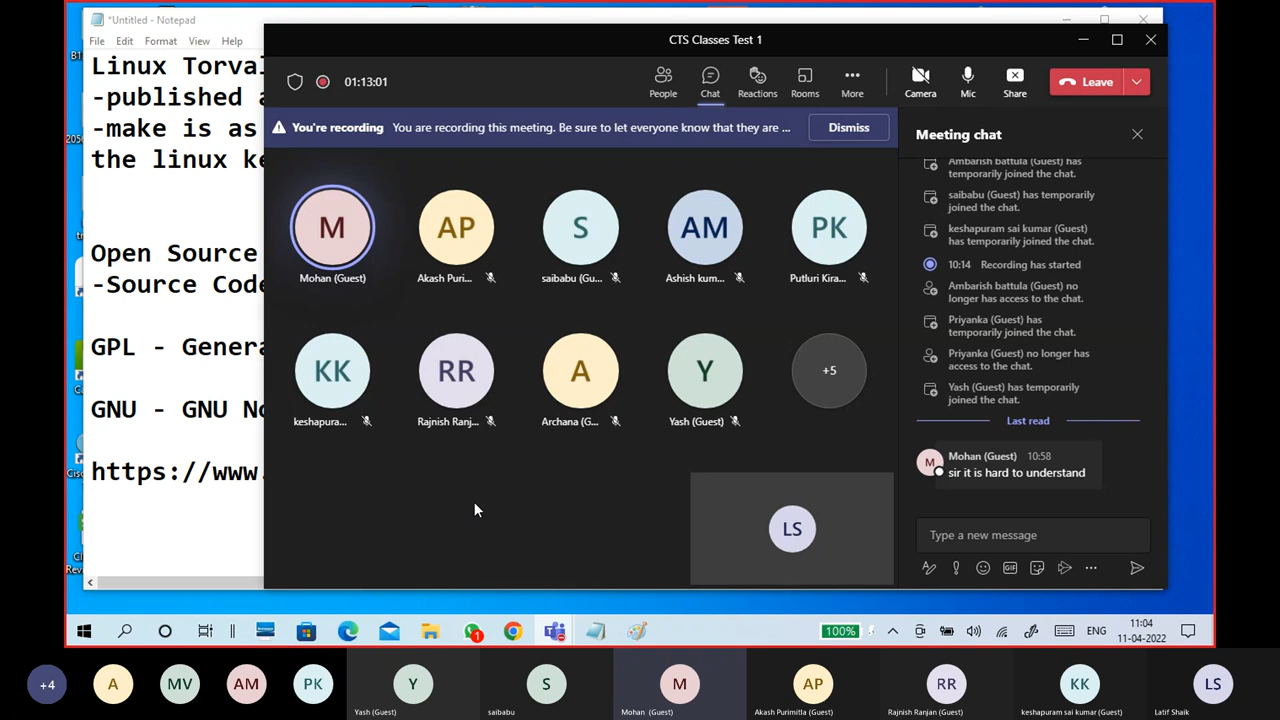 *Untitled - Notepad
File Edit Format View Help
Linux Torval
-published a
-make is as
the linux ke
Open Source
-Source Code
GPL - Genera
GNU - GNU No
https://www.
CTS Classes Test 1
01:13:01
People
Chat
Reactions
Rooms
More
Camera
Mic
Share
Leave
You're recording You are recording this meeting. Be sure to let everyone know that they are ...
Dismiss
M
Mohan (Guest)
AP
Akash Puri...
S
saibabu (Gu...
AM
Ashish kum...
PK
Putluri Kira...
KK
keshapura...
RR
Rajnish Ranj...
A
Archana (G...
Y
Yash (Guest)
+5
LS
Meeting chat
Ambarish battula (Guest) has
temporarily joined the chat.
saibabu (Guest) has temporarily
joined the chat.
keshapuram sai kumar (Guest)
has temporarily joined the chat.
10:14 Recording has started
Ambarish battula (Guest) no
longer has access to the chat.
Priyanka (Guest) has
temporarily joined the chat.
Priyanka (Guest) no longer has
access to the chat.
Yash (Guest) has temporarily
joined the chat.
Last read
M
Mohan (Guest) 10:58
sir it is hard to understand
Type a new message
GIF
1
100%
ENG
11:04
11-04-2022
+4
A
MV
AM
PK
Y
Yash (Guest)
S
saibabu
M
Mohan (Guest)
AP
Akash Purimitla (Guest)
RR
Rajnish Ranjan (Guest)
KK
keshapuram sai kumar (Guest)
LS
Latif Shaik